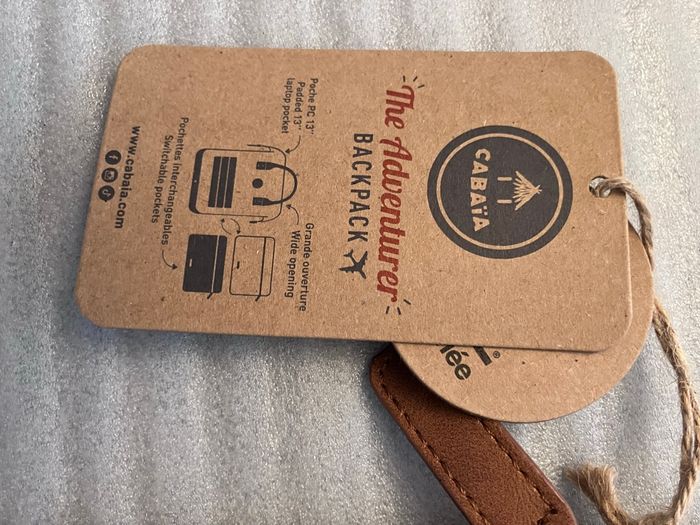 CABAÏA
The Adventurer
BACKPACK
Poche PC 13"
Padded 13"
laptop pocket
Grande ouverture
Wide opening
Pochettes interchangeables
Switchable pockets
www.cabaia.com
née